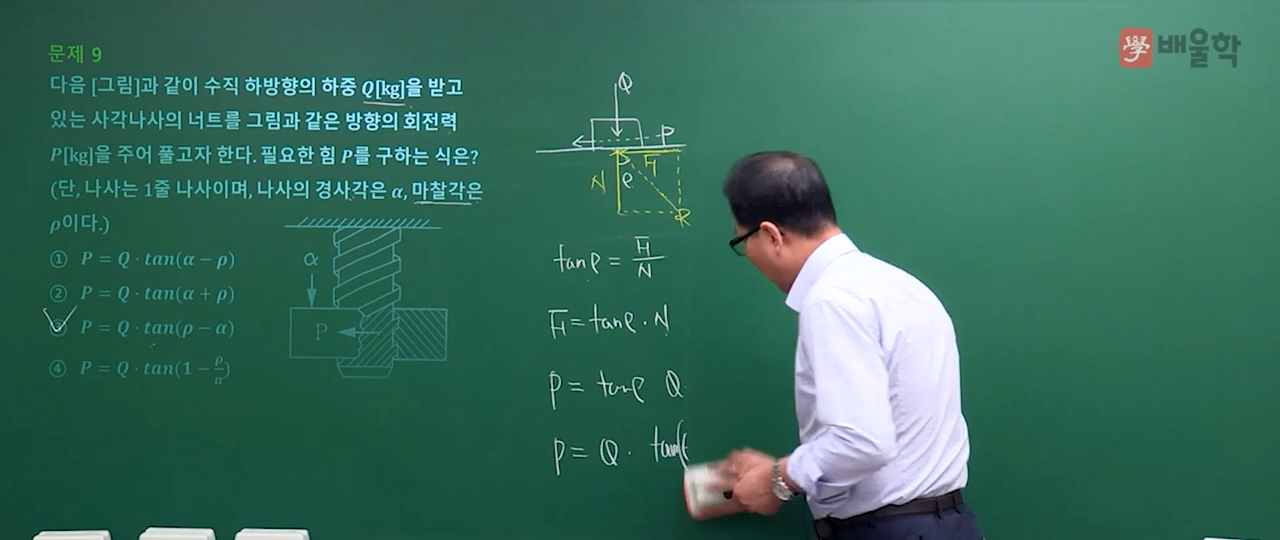 문제 9
다음 [그림]과 같이 수직 하방향의 하중 Q[kg]을 받고
있는 사각나사의 너트를 그림과 같은 방향의 회전력
P[kg]을 주어 풀고자 한다. 필요한 힘 P를 구하는 식은?
(단, 나사는 1줄 나사이며, 나사의 경사각은 α, 마찰각은
ρ이다.)
① P = Q · tan(α − ρ)
② P = Q · tan(α + ρ)
③ P = Q · tan(ρ − α)
④ P = Q · tan(1 − ρ/α)
α
P
Q
P
F
N
ρ
R
tanρ = F/N
F = tanρ · N
P = tanρ Q
P = Q · tan(
學 배울학